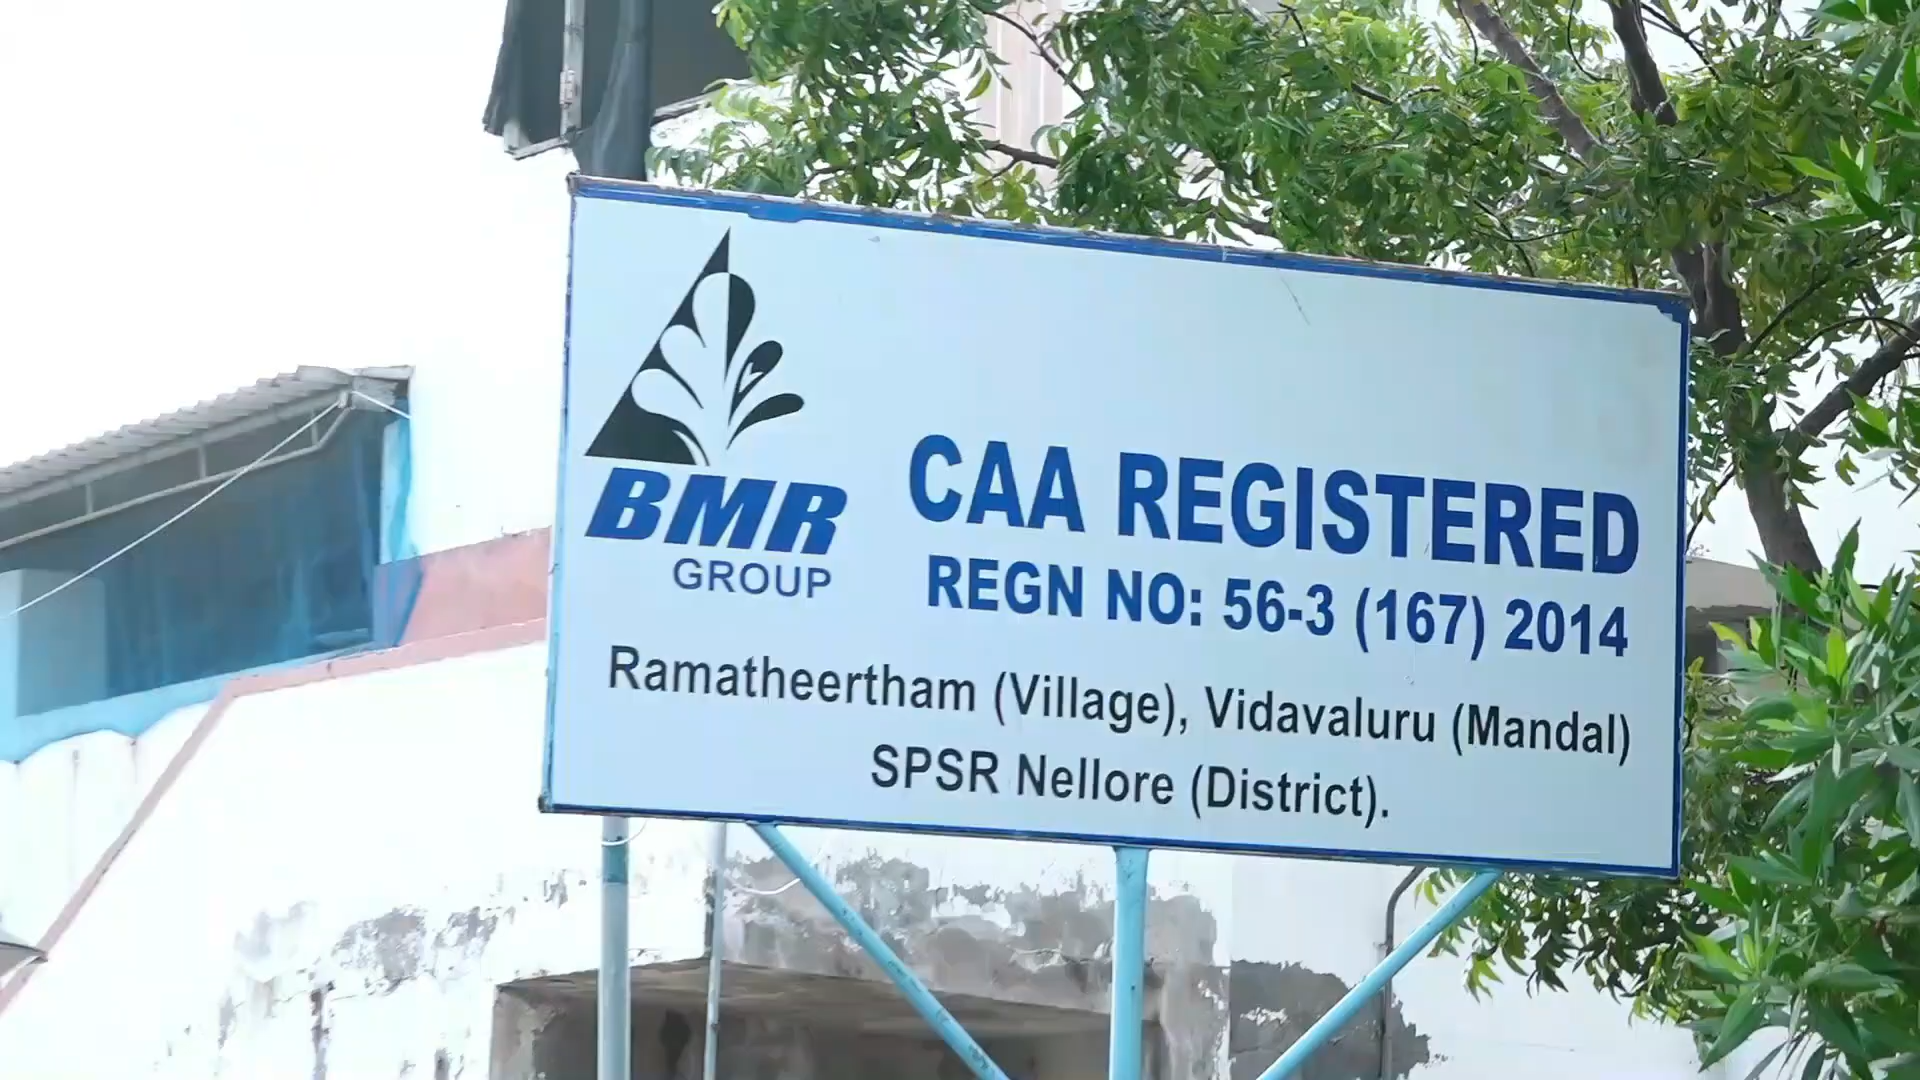 BMR
GROUP
CAA REGISTERED
REGN NO: 56-3 (167) 2014
Ramatheertham (Village), Vidavaluru (Mandal)
SPSR Nellore (District).